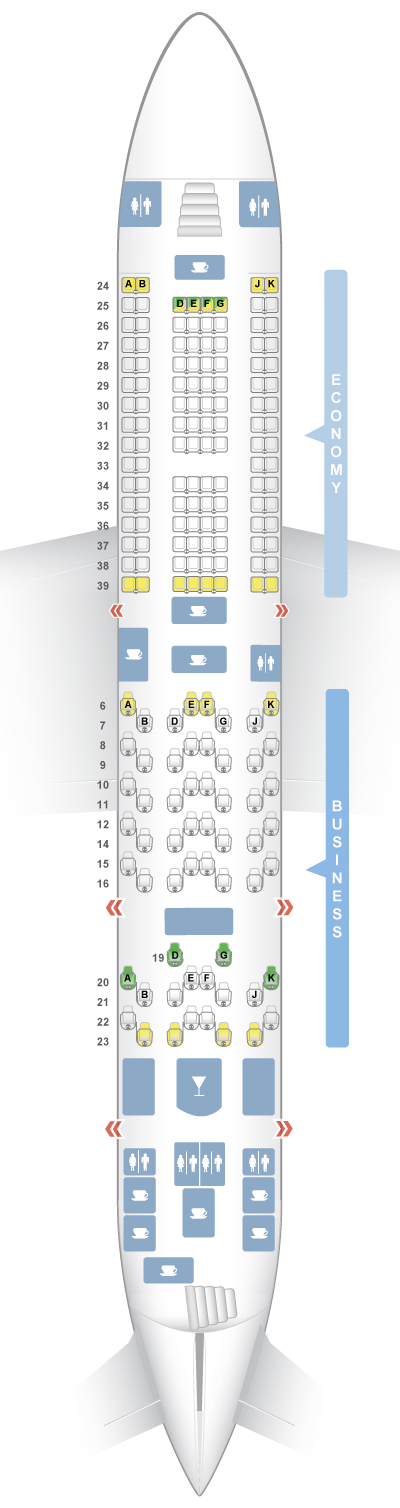 24 A B J K
25 D E F G
26
27
28
29
30
31
32
33
34
35
36
37
38
39
ECONOMY
6 A E F K
7 B D G J
8
9
10
11
12
14
15
16
BUSINESS
19 D G
20 A E F K
21 B J
22
23